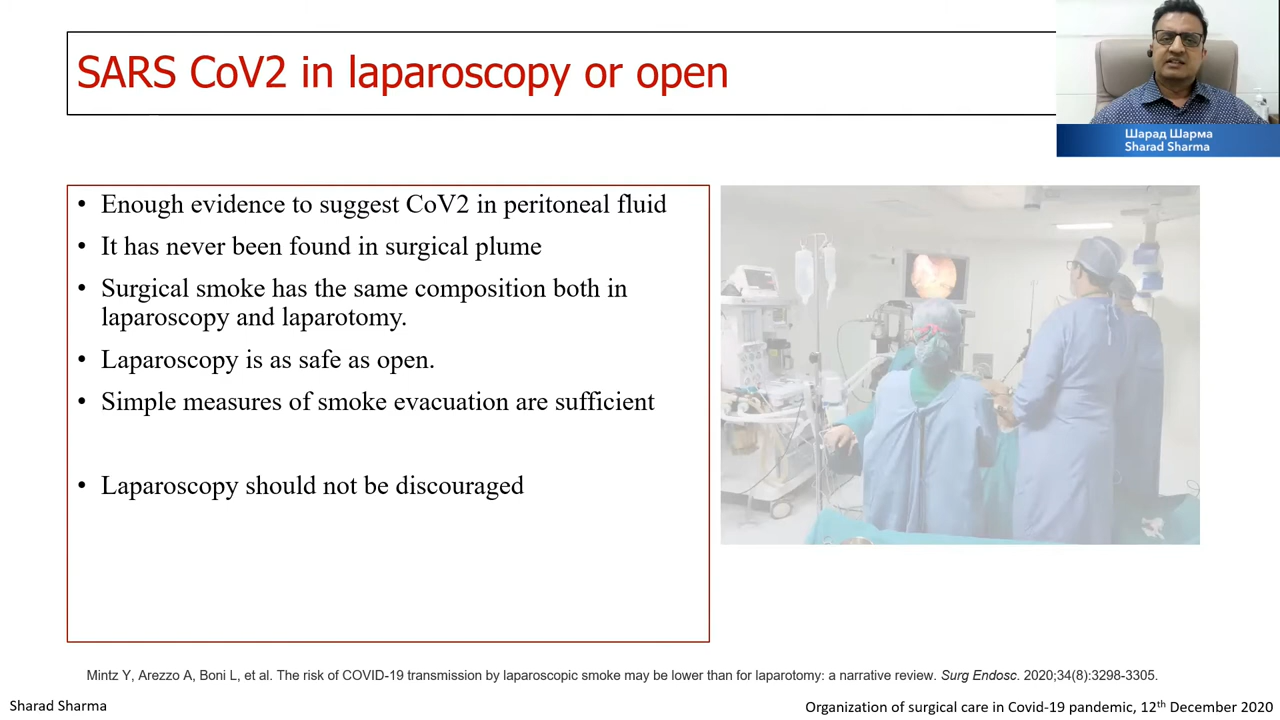 SARS CoV2 in laparoscopy or open
Шарад Шарма
Sharad Sharma
• Enough evidence to suggest CoV2 in peritoneal fluid
• It has never been found in surgical plume
• Surgical smoke has the same composition both in
laparoscopy and laparotomy.
• Laparoscopy is as safe as open.
• Simple measures of smoke evacuation are sufficient
• Laparoscopy should not be discouraged
Mintz Y, Arezzo A, Boni L, et al. The risk of COVID-19 transmission by laparoscopic smoke may be lower than for laparotomy: a narrative review. Surg Endosc. 2020;34(8):3298-3305.
Sharad Sharma
Organization of surgical care in Covid-19 pandemic, 12th December 2020